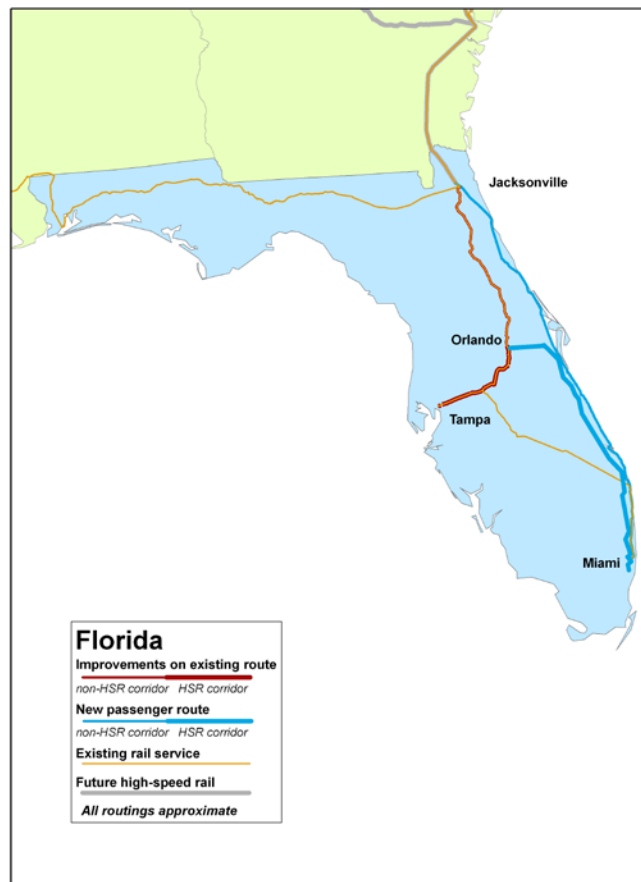 Jacksonville
Orlando
Tampa
Miami
Florida
Improvements on existing route
non-HSR corridor HSR corridor
New passenger route
non-HSR corridor HSR corridor
Existing rail service
Future high-speed rail
All routings approximate